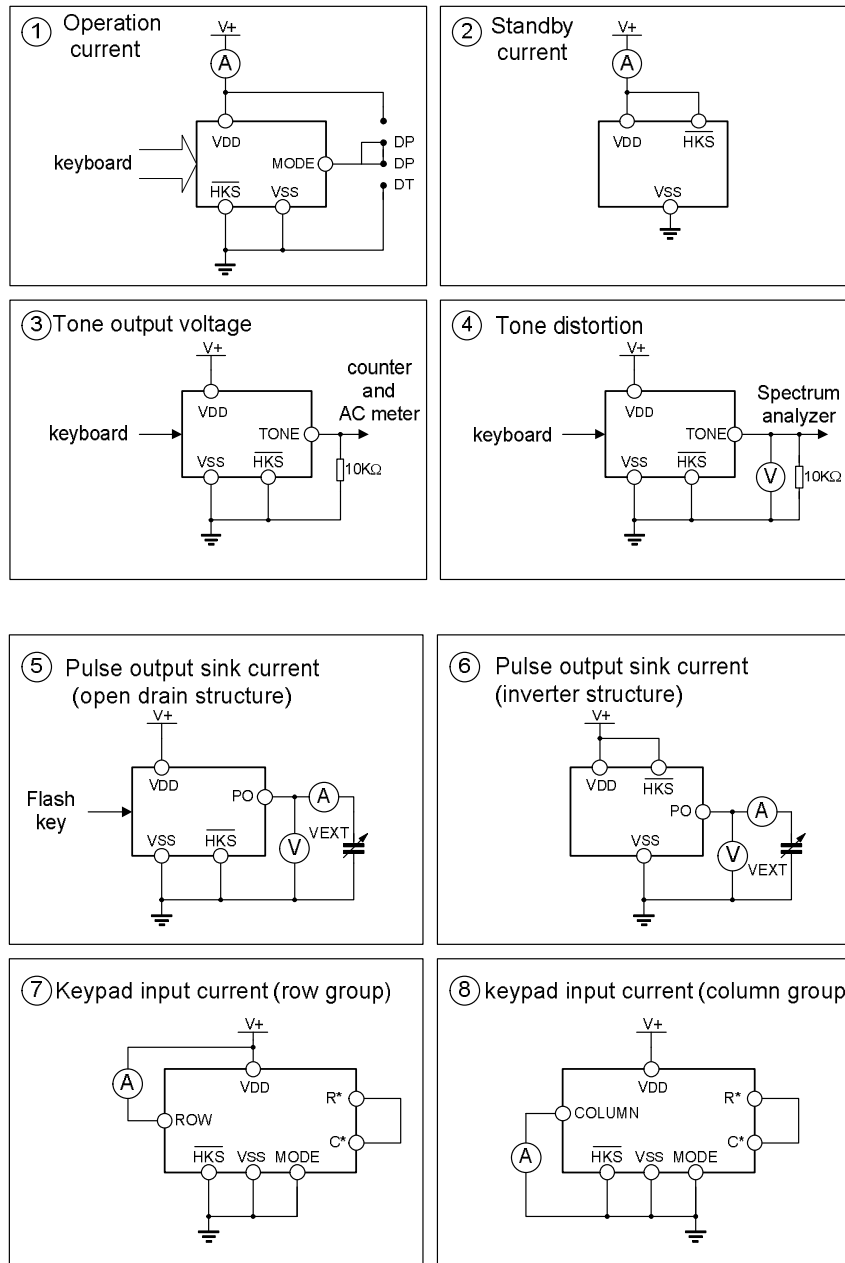 ① Operation
current
V+
A
VDD
keyboard
MODE
DP
DP
DT
HKS
VSS
② Standby
current
V+
A
VDD
HKS
VSS
③ Tone output voltage
V+
counter
and
AC meter
VDD
keyboard
TONE
VSS
HKS
10KΩ
④ Tone distortion
V+
Spectrum
analyzer
VDD
keyboard
TONE
VSS
HKS
V
10KΩ
⑤ Pulse output sink current
(open drain structure)
V+
VDD
Flash
key
PO
A
VSS
HKS
V
VEXT
⑥ Pulse output sink current
(inverter structure)
V+
VDD
HKS
PO
A
VSS
V
VEXT
⑦ Keypad input current (row group)
V+
A
VDD
R*
ROW
C*
HKS
VSS
MODE
⑧ keypad input current (column group
V+
VDD
R*
COLUMN
C*
A
HKS
VSS
MODE